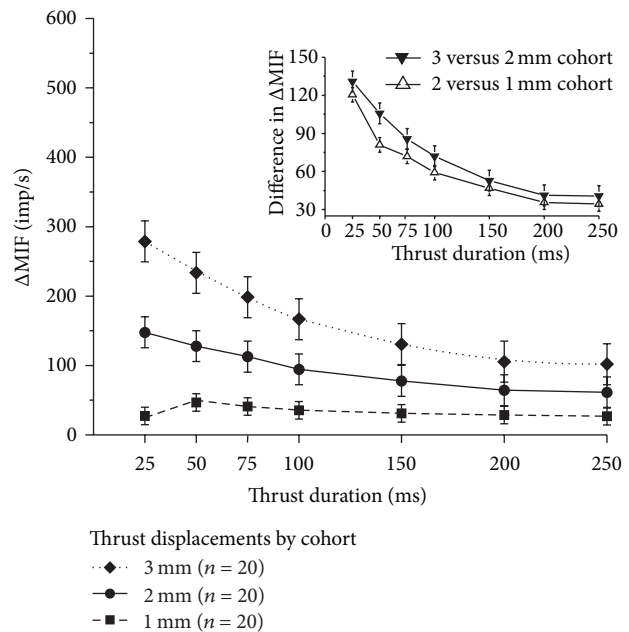 600
500
400
300
200
100
0
ΔMIF (imp/s)
25 50 75 100 150 200 250
Thrust duration (ms)
150
120
90
60
30
Difference in ΔMIF
3 versus 2 mm cohort
2 versus 1 mm cohort
0 25 50 75 100 150 200 250
Thrust duration (ms)
Thrust displacements by cohort
3 mm (n = 20)
2 mm (n = 20)
1 mm (n = 20)